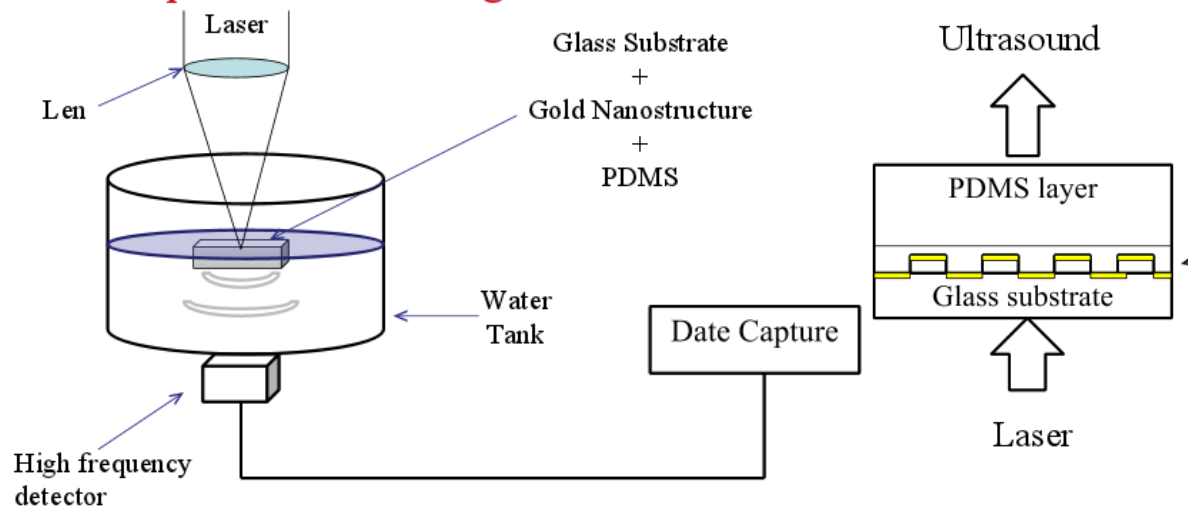 Laser
Len
Glass Substrate
+
Gold Nanostructure
+
PDMS
Water
Tank
High frequency
detector
Date Capture
Ultrasound
PDMS layer
Glass substrate
Laser